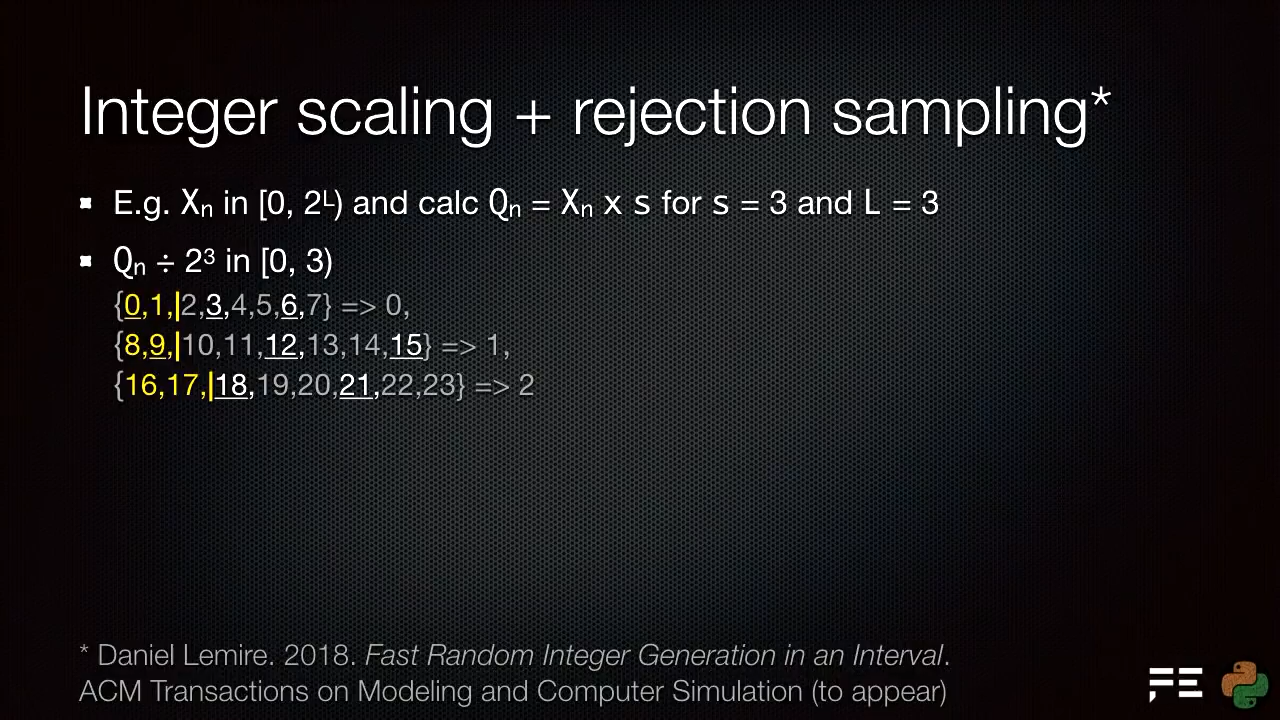 Integer scaling + rejection sampling*
E.g. Xₙ in [0, 2ᴸ) and calc Qₙ = Xₙ x s for s = 3 and L = 3
Qₙ ÷ 2³ in [0, 3)
{0,1,|2,3,4,5,6,7} => 0,
{8,9,|10,11,12,13,14,15} => 1,
{16,17,|18,19,20,21,22,23} => 2
* Daniel Lemire. 2018. Fast Random Integer Generation in an Interval.
ACM Transactions on Modeling and Computer Simulation (to appear)
FE